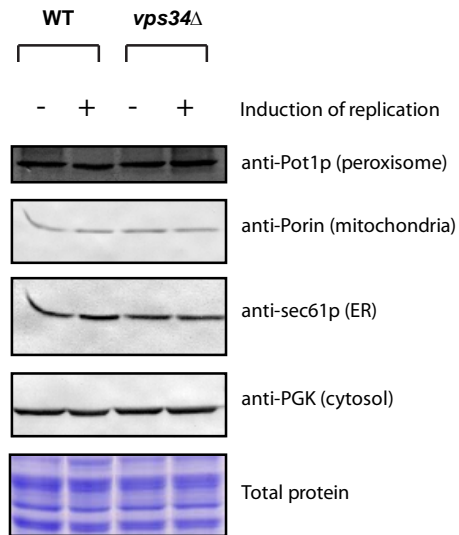 WT vps34Δ
- + - + Induction of replication
anti-Pot1p (peroxisome)
anti-Porin (mitochondria)
anti-sec61p (ER)
anti-PGK (cytosol)
Total protein